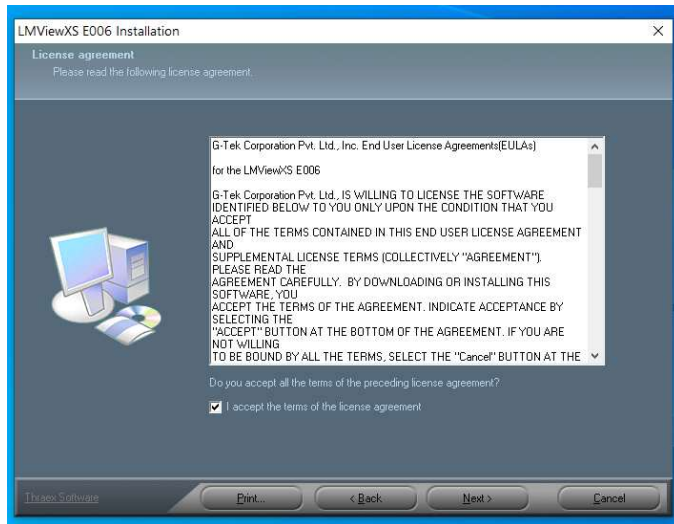 LMViewXS E006 Installation
License agreement
Please read the following license agreement.
G-Tek Corporation Pvt. Ltd., Inc. End User License Agreements(EULAs)
for the LMViewXS E006
G-Tek Corporation Pvt. Ltd., IS WILLING TO LICENSE THE SOFTWARE
IDENTIFIED BELOW TO YOU ONLY UPON THE CONDITION THAT YOU
ACCEPT
ALL OF THE TERMS CONTAINED IN THIS END USER LICENSE AGREEMENT
AND
SUPPLEMENTAL LICENSE TERMS (COLLECTIVELY "AGREEMENT").
PLEASE READ THE
AGREEMENT CAREFULLY. BY DOWNLOADING OR INSTALLING THIS
SOFTWARE, YOU
ACCEPT THE TERMS OF THE AGREEMENT. INDICATE ACCEPTANCE BY
SELECTING THE
"ACCEPT" BUTTON AT THE BOTTOM OF THE AGREEMENT. IF YOU ARE
NOT WILLING
TO BE BOUND BY ALL THE TERMS, SELECT THE "Cancel" BUTTON AT THE
Do you accept all the terms of the preceding license agreement?
I accept the terms of the license agreement
Thraex Software
Print...
< Back
Next >
Cancel